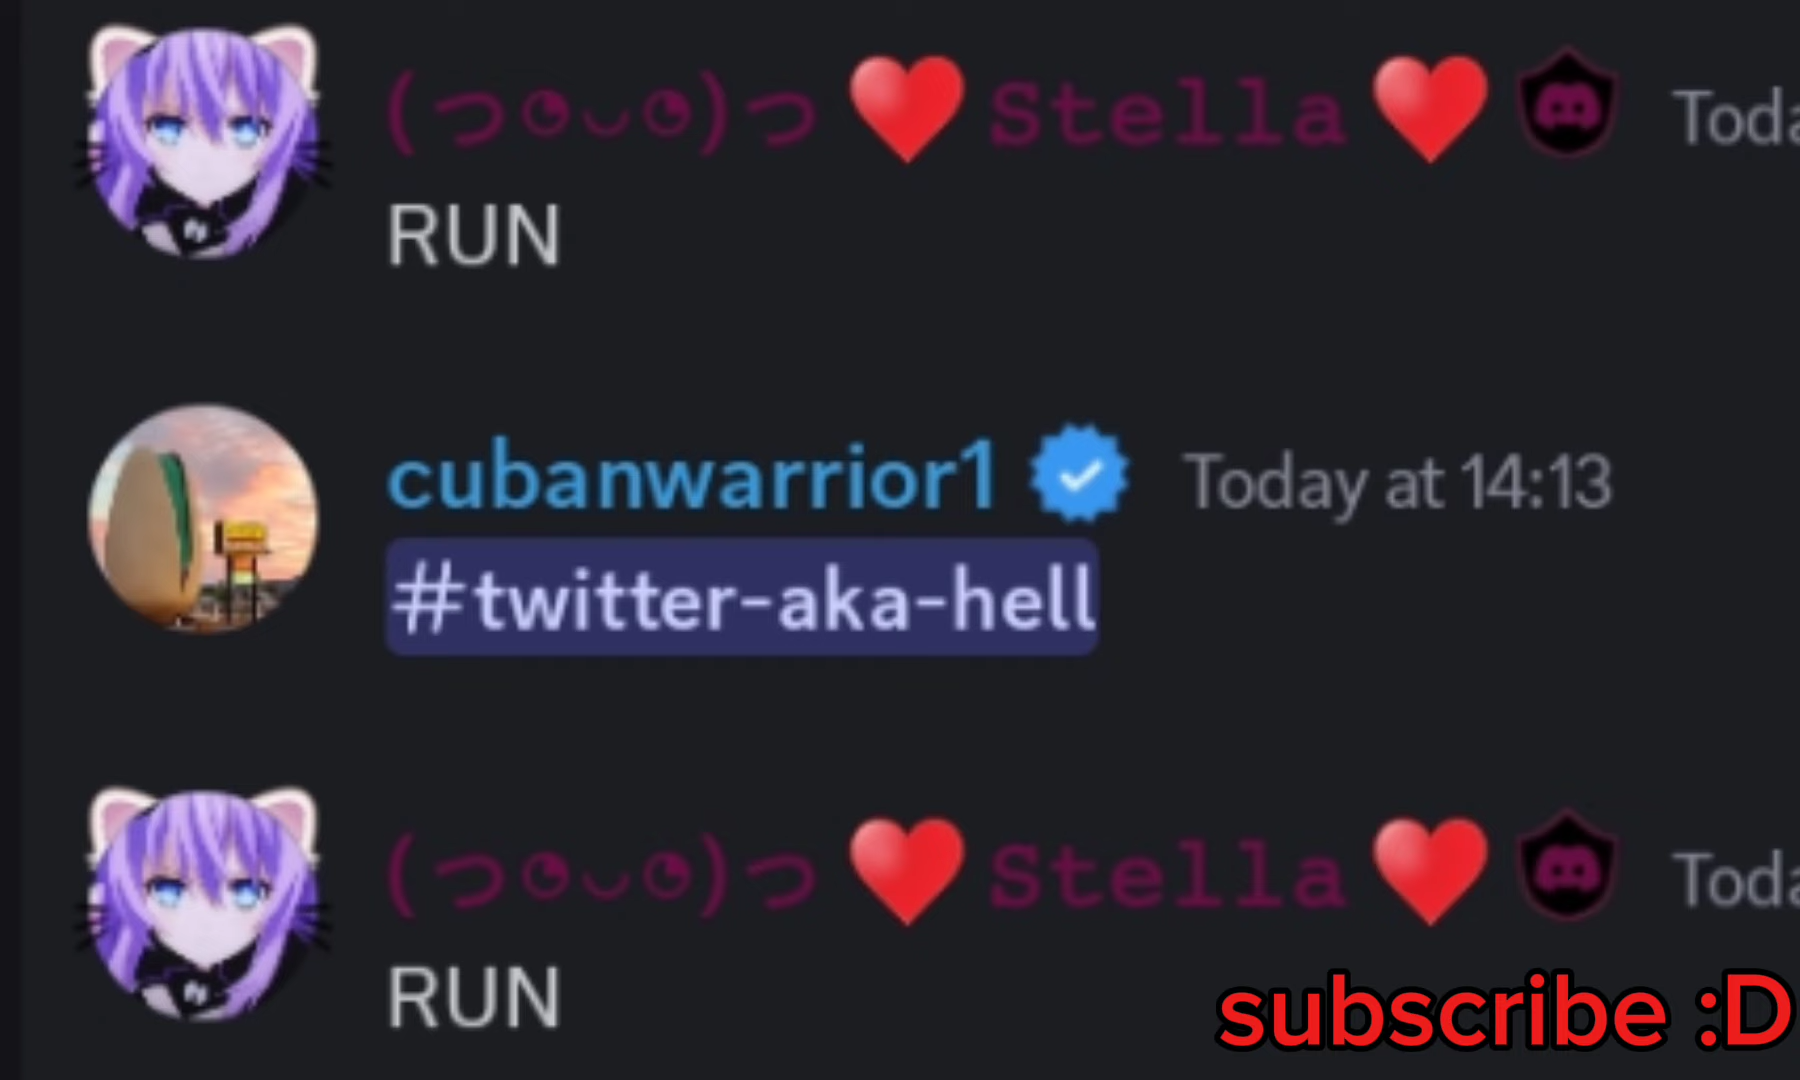 (つ◕‿◕)つ ❤️ Stella ❤️
RUN
cubanwarrior1 Today at 14:13
#twitter-aka-hell
(つ◕‿◕)つ ❤️ Stella ❤️
RUN
subscribe :D